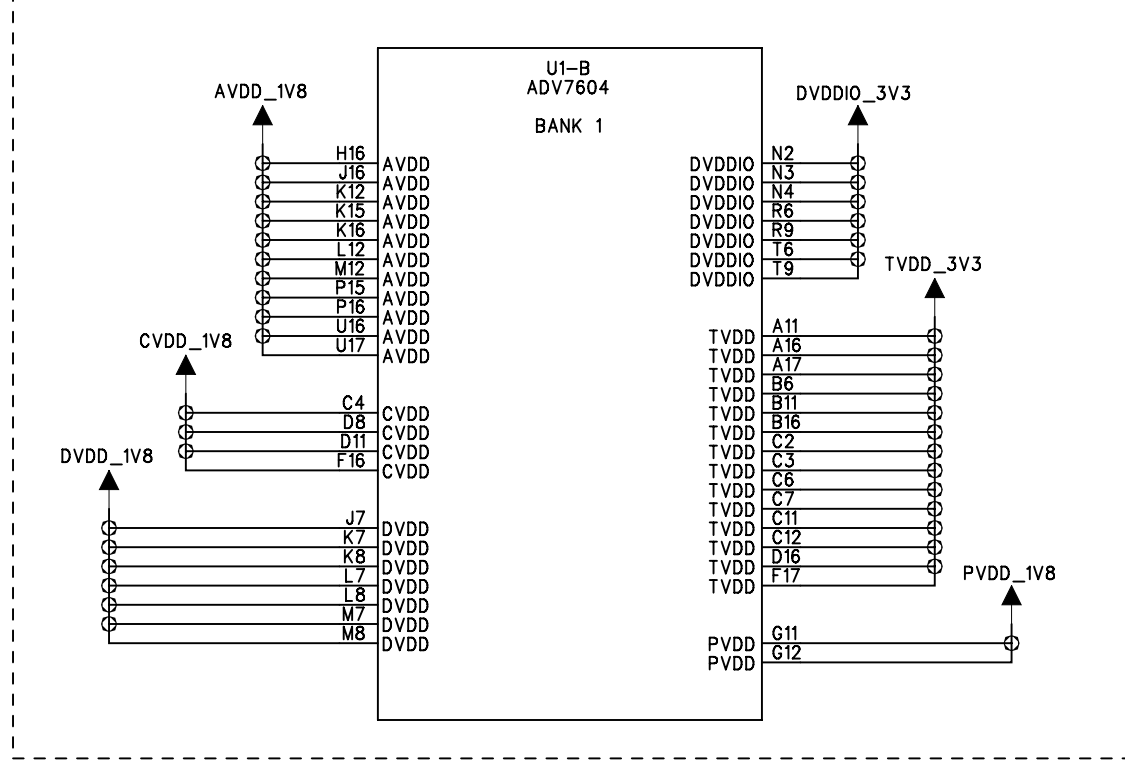 U1-B
ADV7604
BANK 1
AVDD_1V8
H16 AVDD
J16 AVDD
K12 AVDD
K15 AVDD
K16 AVDD
L12 AVDD
M12 AVDD
P15 AVDD
P16 AVDD
U16 AVDD
U17 AVDD
CVDD_1V8
C4 CVDD
D8 CVDD
D11 CVDD
F16 CVDD
DVDD_1V8
J7 DVDD
K7 DVDD
K8 DVDD
L7 DVDD
L8 DVDD
M7 DVDD
M8 DVDD
DVDDIO_3V3
DVDDIO N2
DVDDIO N3
DVDDIO N4
DVDDIO R6
DVDDIO R9
DVDDIO T6
DVDDIO T9
TVDD_3V3
TVDD A11
TVDD A16
TVDD A17
TVDD B6
TVDD B11
TVDD B16
TVDD C2
TVDD C3
TVDD C6
TVDD C7
TVDD C11
TVDD C12
TVDD D16
TVDD F17
PVDD_1V8
PVDD G11
PVDD G12